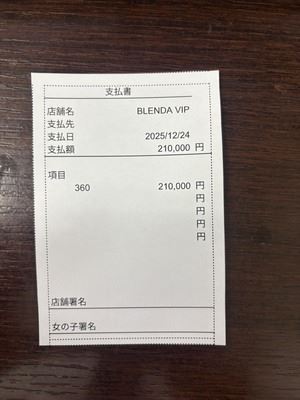 支払書
店舗名 BLENDA VIP
支払先
支払日 2025/12/24
支払額 210,000 円
項目
360 210,000 円
円
円
円
円
店舗署名
女の子署名